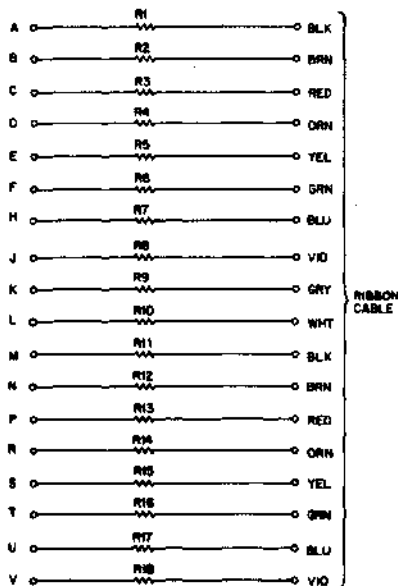 A R1 BLK
B R2 BRN
C R3 RED
D R4 ORN
E R5 YEL
F R6 GRN
H R7 BLU
J R8 VIO
K R9 GRY
L R10 WHT
RIBBON
CABLE
M R11 BLK
N R12 BRN
P R13 RED
R R14 ORN
S R15 YEL
T R16 GRN
U R17 BLU
V R18 VIO